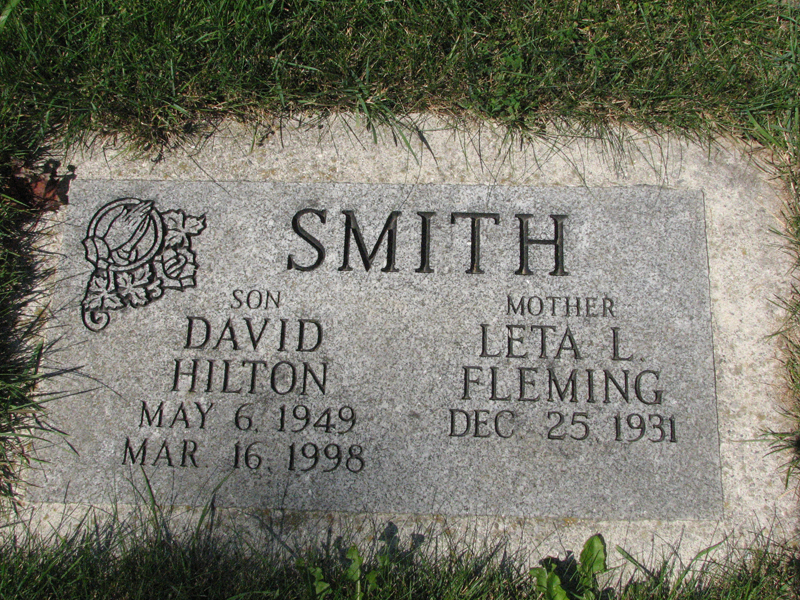 SMITH
SON
DAVID
HILTON
MAY 6, 1949
MAR 16, 1998
MOTHER
LETA L.
FLEMING
DEC 25, 1931